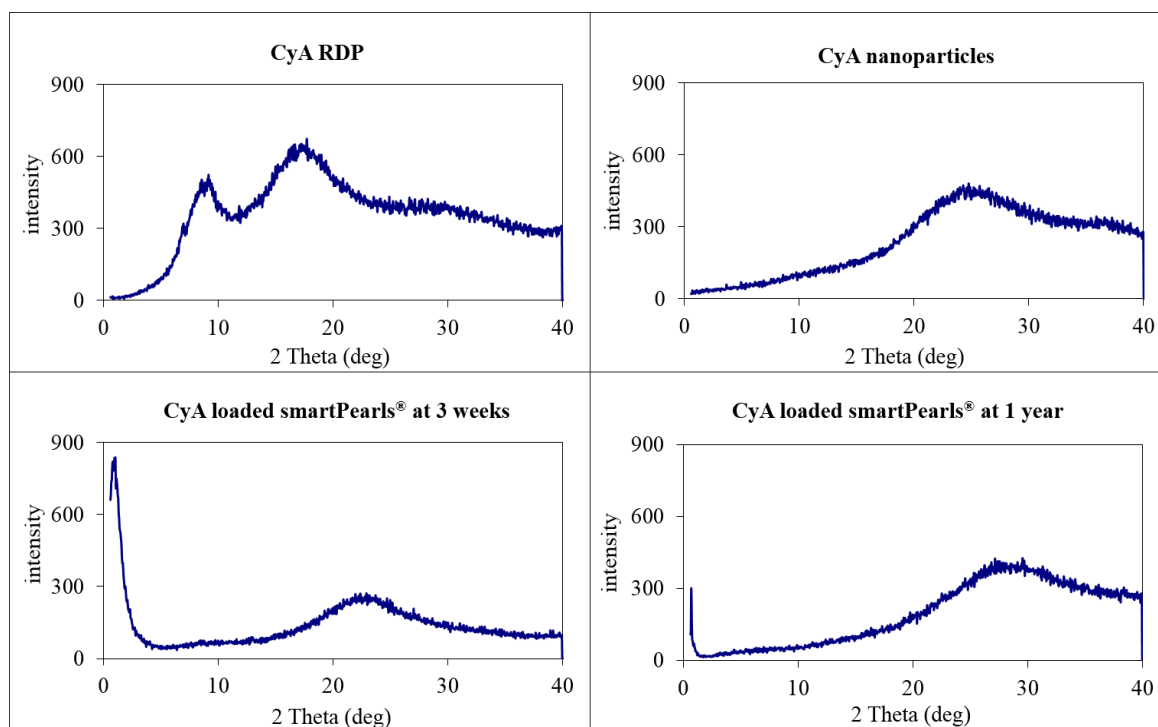 CyA RDP
900
600
300
0
intensity
0 10 20 30 40
2 Theta (deg)
CyA nanoparticles
900
600
300
0
intensity
0 10 20 30 40
2 Theta (deg)
CyA loaded smartPearls® at 3 weeks
900
600
300
0
intensity
0 10 20 30 40
2 Theta (deg)
CyA loaded smartPearls® at 1 year
900
600
300
0
intensity
0 10 20 30 40
2 Theta (deg)